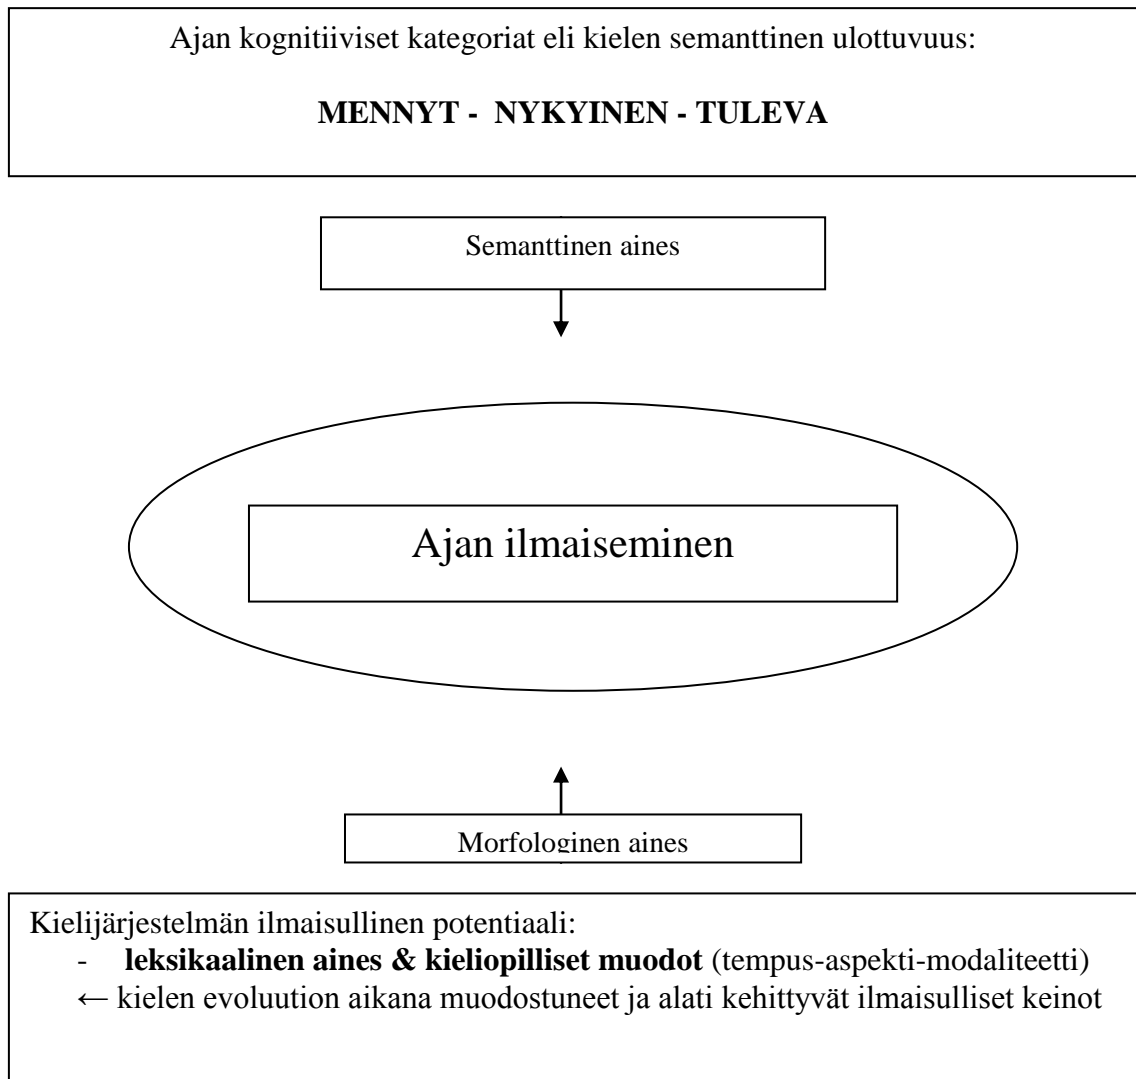 Ajan kognitiiviset kategoriat eli kielen semanttinen ulottuvuus:
MENNYT - NYKYINEN - TULEVA
Semanttinen aines
Ajan ilmaiseminen
Morfologinen aines
Kielijärjestelmän ilmaisullinen potentiaali:
- leksikaalinen aines & kieliopilliset muodot (tempus-aspekti-modaliteetti)
← kielen evoluution aikana muodostuneet ja alati kehittyvät ilmaisulliset keinot